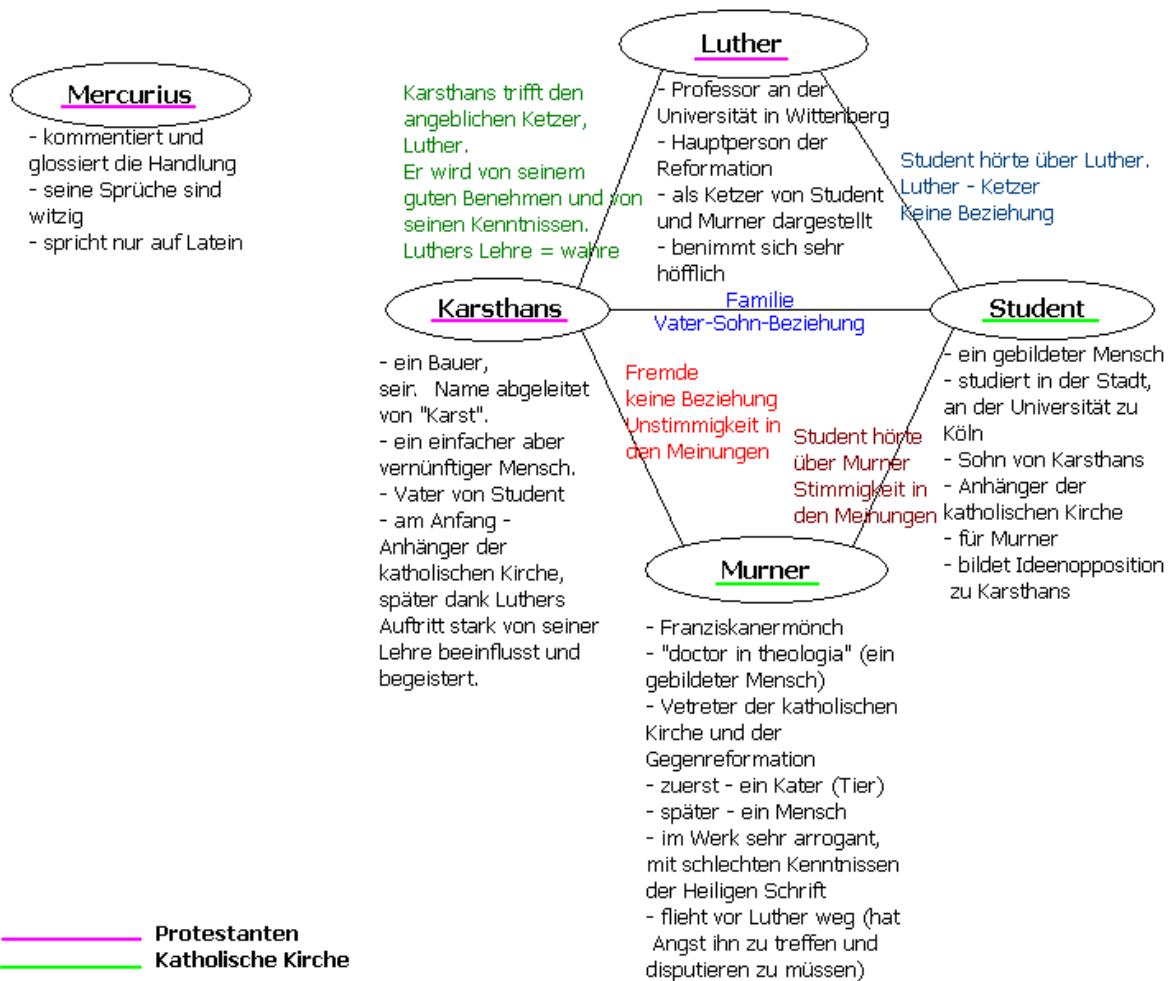 Luther
- Professor an der
Universität in Wittenberg
- Hauptperson der
Reformation
- als Ketzer von Student
und Murner dargestellt
- benimmt sich sehr
höfflich
Mercurius
- kommentiert und
glossiert die Handlung
- seine Sprüche sind
witzig
- spricht nur auf Latein
Karsthans trifft den
angeblichen Ketzer,
Luther.
Er wird von seinem
guten Benehmen und von
seinen Kenntnissen.
Luthers Lehre = wahre
Student hörte über Luther.
Luther - Ketzer
Keine Beziehung
Karsthans
- ein Bauer,
sein Name abgeleitet
von "Karst".
- ein einfacher aber
vernünftiger Mensch.
- Vater von Student
- am Anfang -
Anhänger der
katholischen Kirche,
später dank Luthers
Auftritt stark von seiner
Lehre beeinflusst und
begeistert.
Familie
Vater-Sohn-Beziehung
Student
- ein gebildeter Mensch
- studiert in der Stadt,
an der Universität zu
Köln
- Sohn von Karsthans
- Anhänger der
katholischen Kirche
- für Murner
- bildet Ideenopposition
zu Karsthans
Fremde
keine Beziehung
Unstimmigkeit in
den Meinungen
Student hörte
über Murner
Stimmigkeit in
den Meinungen
Murner
- Franziskanermönch
- "doctor in theologia" (ein
gebildeter Mensch)
- Vetreter der katholischen
Kirche und der
Gegenreformation
- zuerst - ein Kater (Tier)
- später - ein Mensch
- im Werk sehr arrogant,
mit schlechten Kenntnissen
der Heiligen Schrift
- flieht vor Luther weg (hat
Angst ihn zu treffen und
disputieren zu müssen)
Protestanten
Katholische Kirche